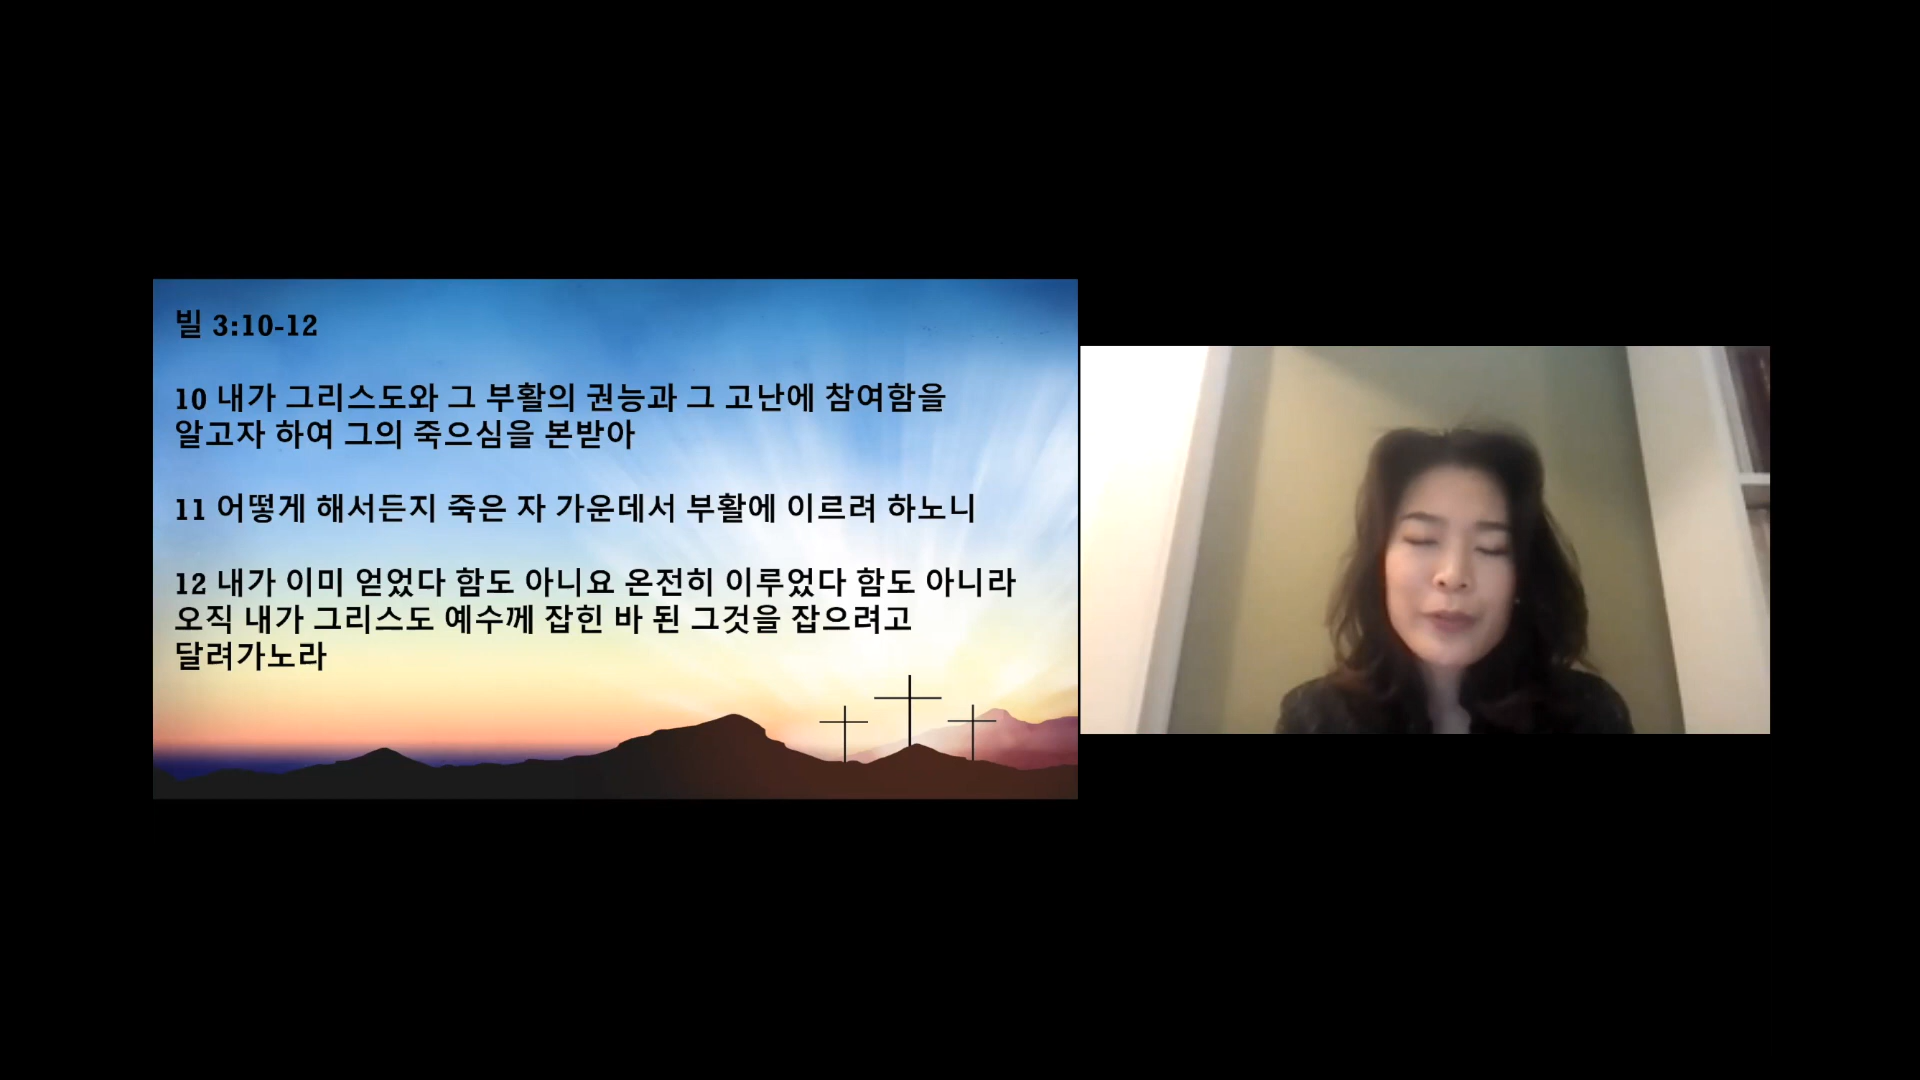 빌 3:10-12
10 내가 그리스도와 그 부활의 권능과 그 고난에 참여함을
알고자 하여 그의 죽으심을 본받아
11 어떻게 해서든지 죽은 자 가운데서 부활에 이르려 하노니
12 내가 이미 얻었다 함도 아니요 온전히 이루었다 함도 아니라
오직 내가 그리스도 예수께 잡힌 바 된 그것을 잡으려고
달려가노라